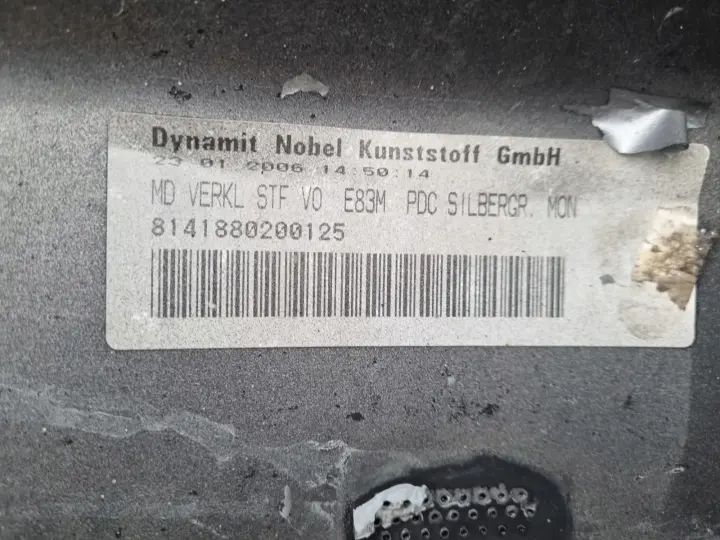 Dynamit Nobel Kunststoff GmbH
23 01 2006 14:50:14
MD VERKL STF VO E83M PDC SILBERGR. MON
8141880200125